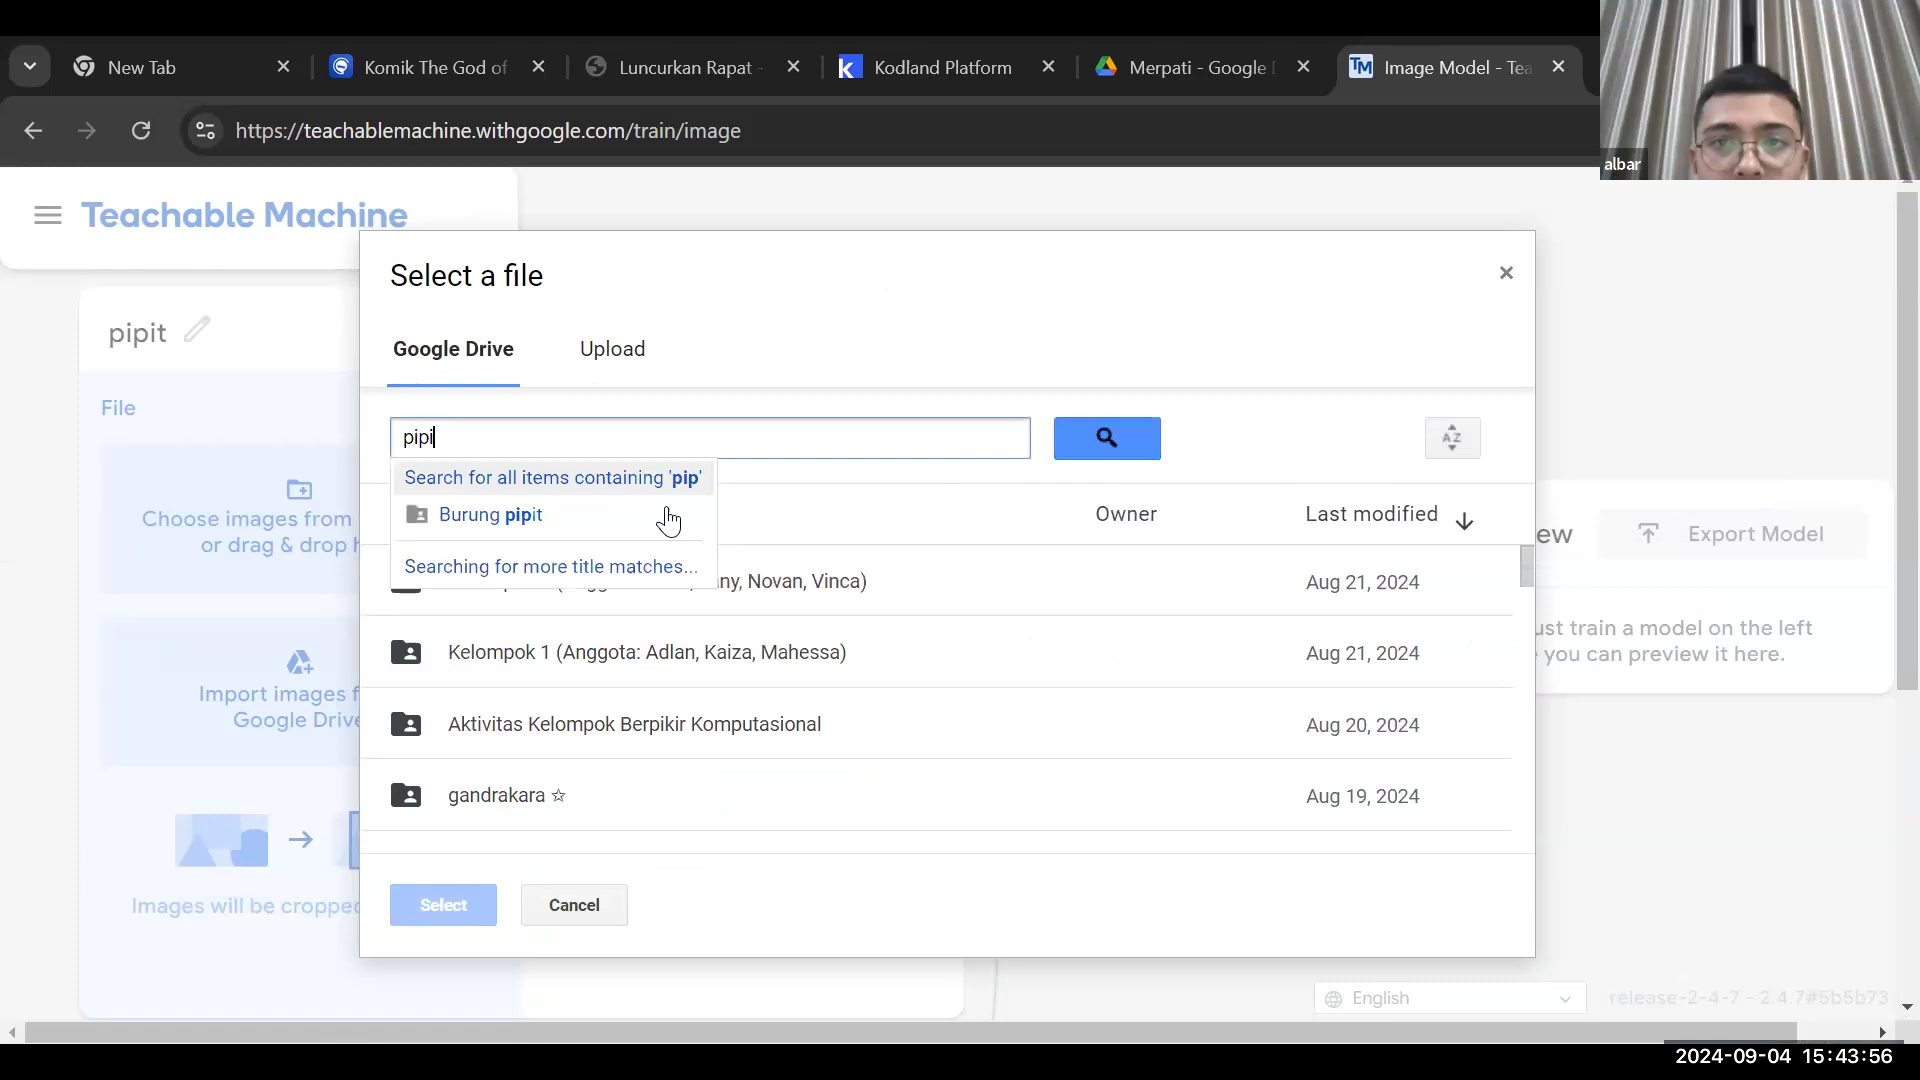 New Tab
Komik The God of
Luncurkan Rapat -
Kodland Platform
Merpati - Google
Image Model - Tea
https://teachablemachine.withgoogle.com/train/image
albar
Teachable Machine
Select a file
pipit
Google Drive
Upload
File
pipi
AZ
Search for all items containing 'pip'
Burung pipit
Owner
Last modified
Choose images from
or drag & drop
ew
Export Model
Searching for more title matches...
ny, Novan, Vinca)
Aug 21, 2024
ust train a model on the left
you can preview it here.
Kelompok 1 (Anggota: Adlan, Kaiza, Mahessa)
Aug 21, 2024
Import images f
Google Drive
Aktivitas Kelompok Berpikir Komputasional
Aug 20, 2024
gandrakara ☆
Aug 19, 2024
Images will be cropped
Select
Cancel
English
release-2-4-7 - 2.4.7#5b5b73
2024-09-04 15:43:56